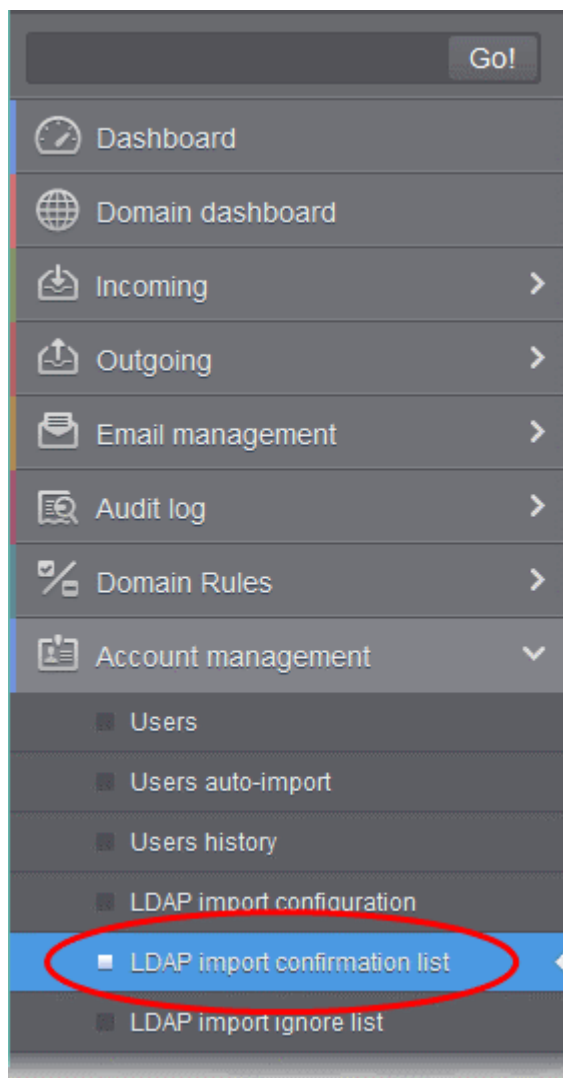 Go!
Dashboard
Domain dashboard
Incoming
Outgoing
Email management
Audit log
Domain Rules
Account management
Users
Users auto-import
Users history
LDAP import configuration
LDAP import confirmation list
LDAP import ignore list